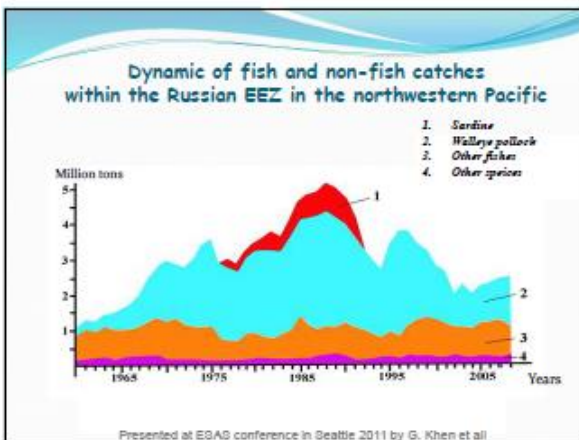 Dynamic of fish and non-fish catches
within the Russian EEZ in the northwestern Pacific
1. Sardine
2. Walleye pollock
3. Other fishes
4. Other speices
Million tons
5
4
3
2
1
1
2
3
4
1965 1975 1985 1995 2005 Years
Presented at ESAS conference in Seattle 2011 by G. Khen et all